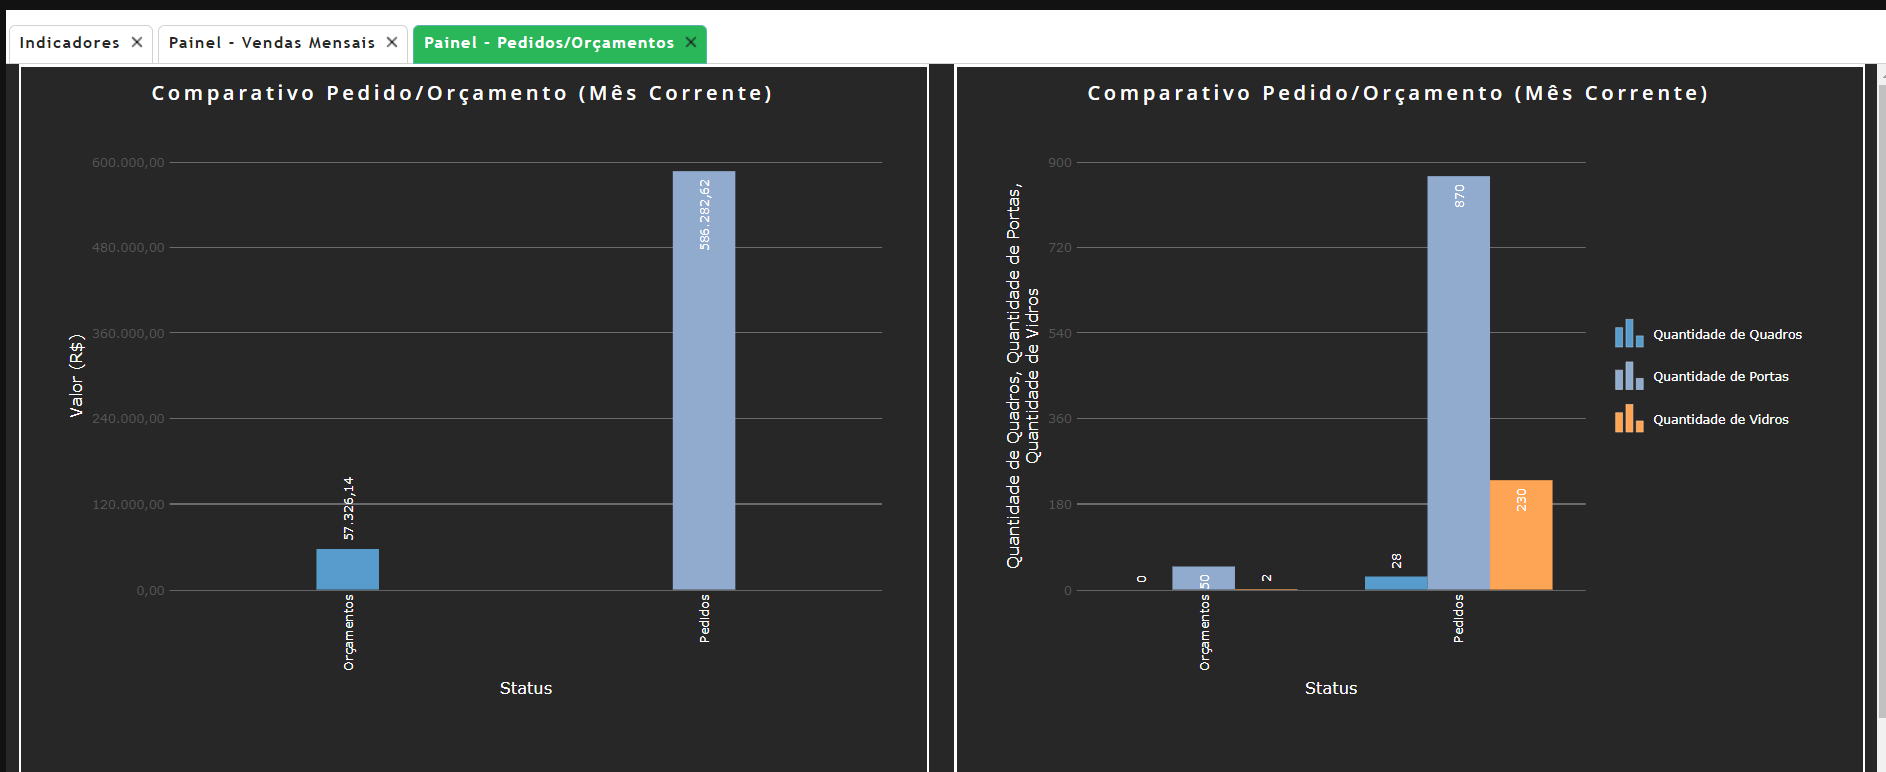 Indicadores
Painel - Vendas Mensais
Painel - Pedidos/Orçamentos
Comparativo Pedido/Orçamento (Mês Corrente)
600.000,00
480.000,00
360.000,00
240.000,00
120.000,00
0,00
Valor (R$)
57.326,14
586.282,62
Orçamentos
Pedidos
Status
Comparativo Pedido/Orçamento (Mês Corrente)
900
720
540
360
180
0
Quantidade de Quadros, Quantidade de Portas,
Quantidade de Vidros
0
50
2
28
870
230
Orçamentos
Pedidos
Status
Quantidade de Quadros
Quantidade de Portas
Quantidade de Vidros